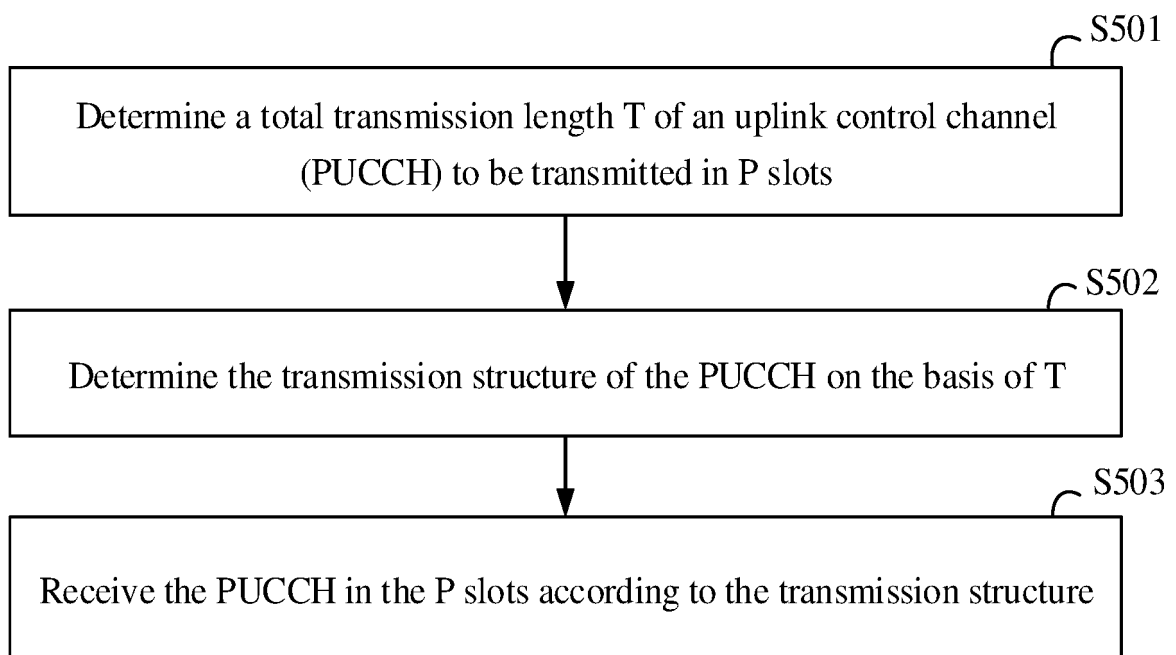 S501
Determine a total transmission length T of an uplink control channel
(PUCCH) to be transmitted in P slots
S502
Determine the transmission structure of the PUCCH on the basis of T
S503
Receive the PUCCH in the P slots according to the transmission structure